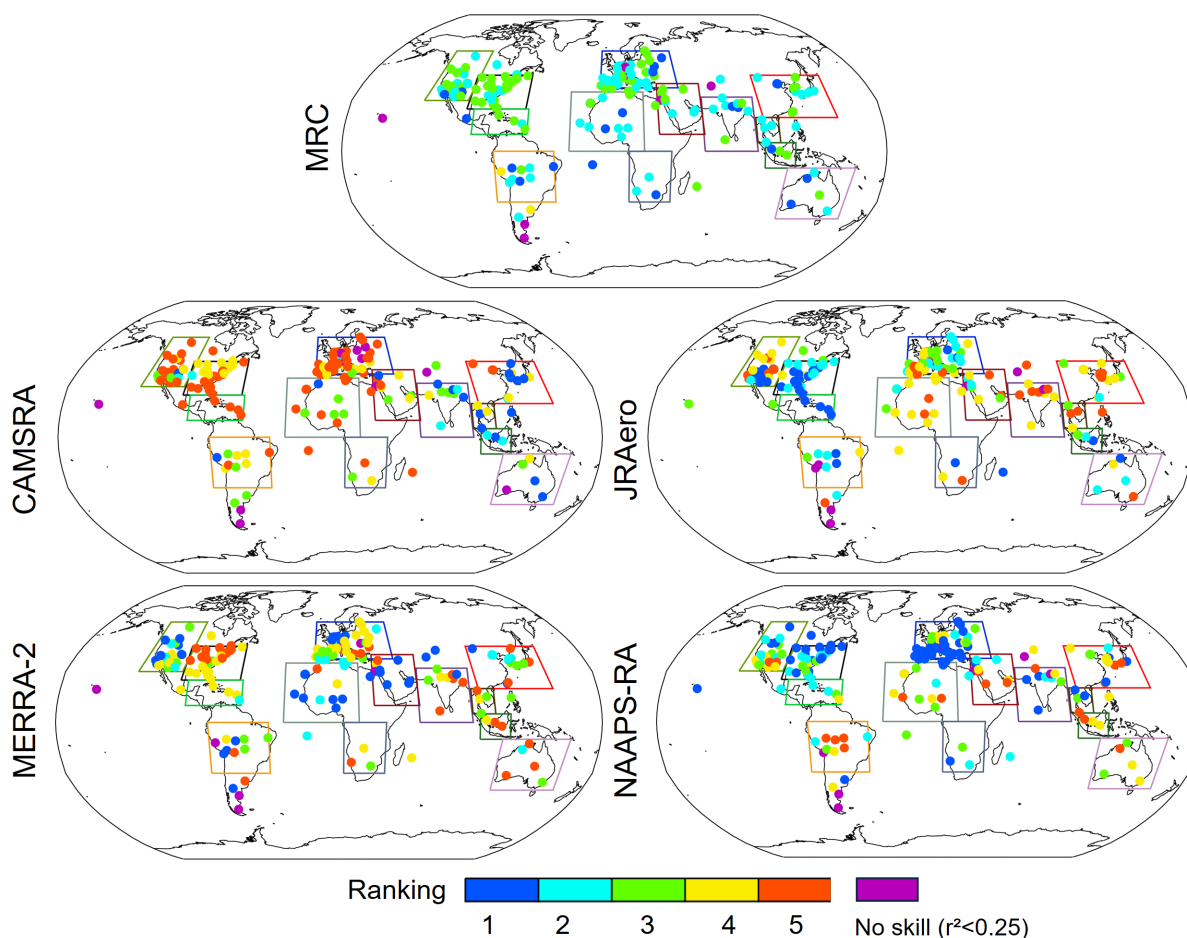 MRC
CAMSRA
JRAero
MERRA-2
NAAPS-RA
Ranking
1 2 3 4 5 No skill (r²<0.25)